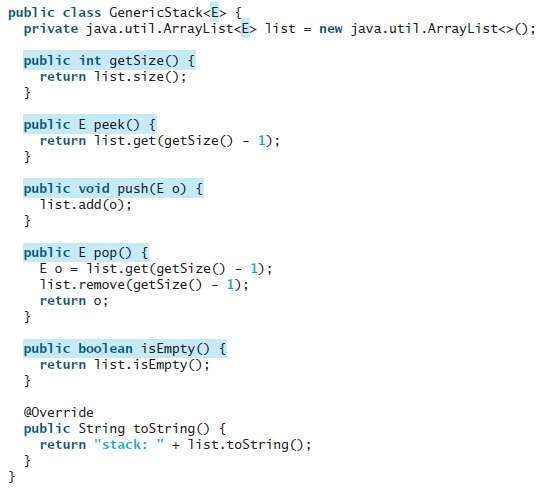 public class GenericStack<E> {
  private java.util.ArrayList<E> list = new java.util.ArrayList<>();

  public int getSize() {
    return list.size();
  }

  public E peek() {
    return list.get(getSize() - 1);
  }

  public void push(E o) {
    list.add(o);
  }

  public E pop() {
    E o = list.get(getSize() - 1);
    list.remove(getSize() - 1);
    return o;
  }

  public boolean isEmpty() {
    return list.isEmpty();
  }

  @Override
  public String toString() {
    return "stack: " + list.toString();
  }
}